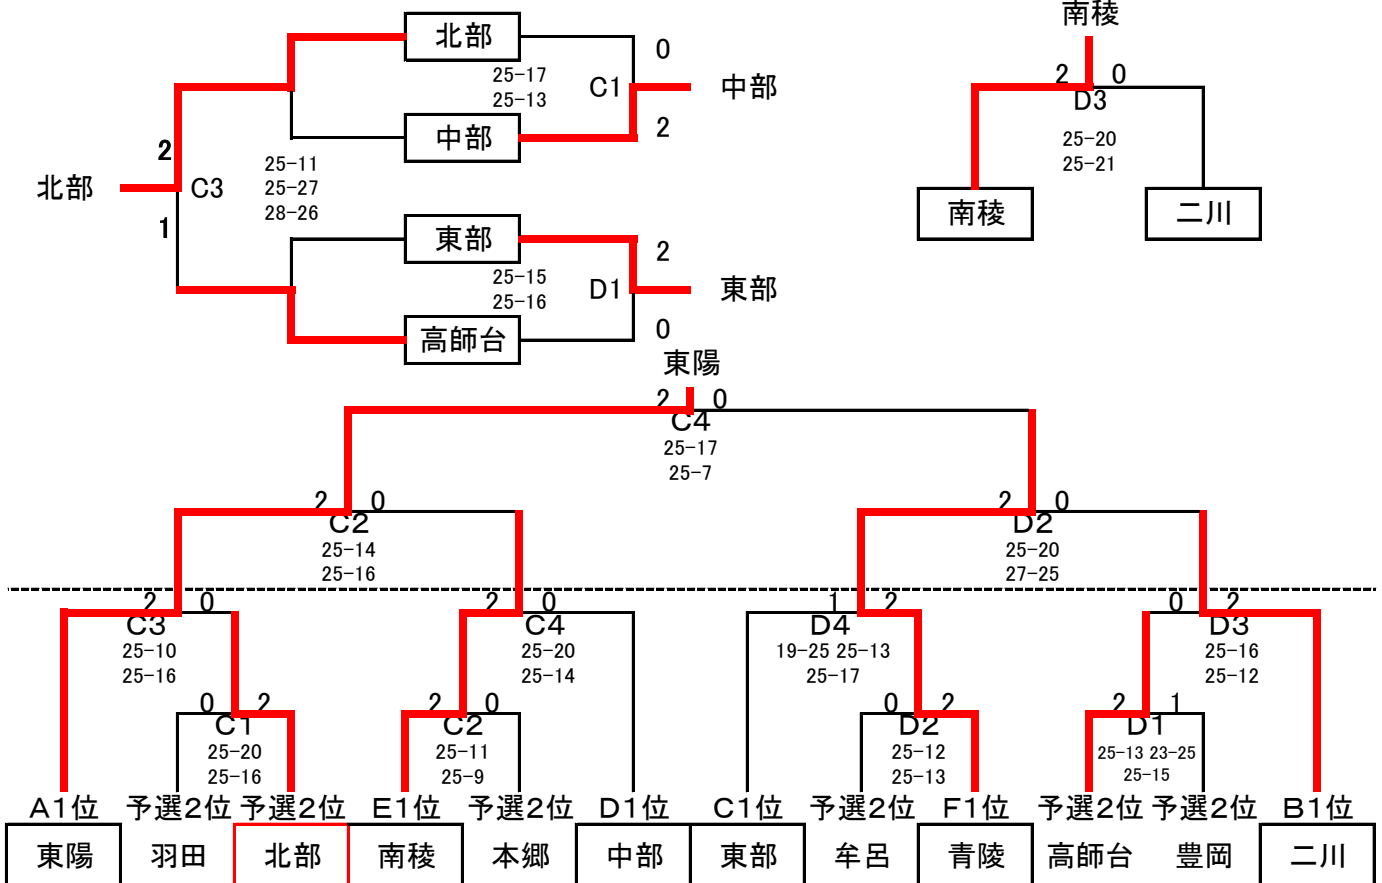 南稜
北部
0
25-17
25-13
C1
中部
2
中部
2
0
D3
25-20
25-21
南稜
二川
2
25-11
25-27
28-26
北部
C3
1
東部
2
25-15
25-16
D1
東部
高師台
0
東陽
2 0
C4
25-17
25-7
2 0
C2
25-14
25-16
2 0
D2
25-20
27-25
2 0
C3
25-10
25-16
2 0
C4
25-20
25-14
1 2
D4
19-25 25-13
25-17
0 2
D3
25-16
25-12
0 2
C1
25-20
25-16
2 0
C2
25-11
25-9
0 2
D2
25-12
25-13
2 1
D1
25-13 23-25
25-15
A1位 予選2位 予選2位 E1位 予選2位 D1位 C1位 予選2位 F1位 予選2位 予選2位 B1位
東陽 羽田 北部 南稜 本郷 中部 東部 牟呂 青陵 高師台 豊岡 二川